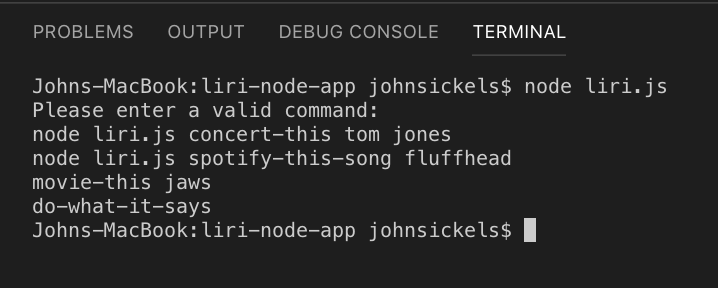 PROBLEMS OUTPUT DEBUG CONSOLE TERMINAL
Johns-MacBook:liri-node-app johnsickels$ node liri.js
Please enter a valid command:
node liri.js concert-this tom jones
node liri.js spotify-this-song fluffhead
movie-this jaws
do-what-it-says
Johns-MacBook:liri-node-app johnsickels$